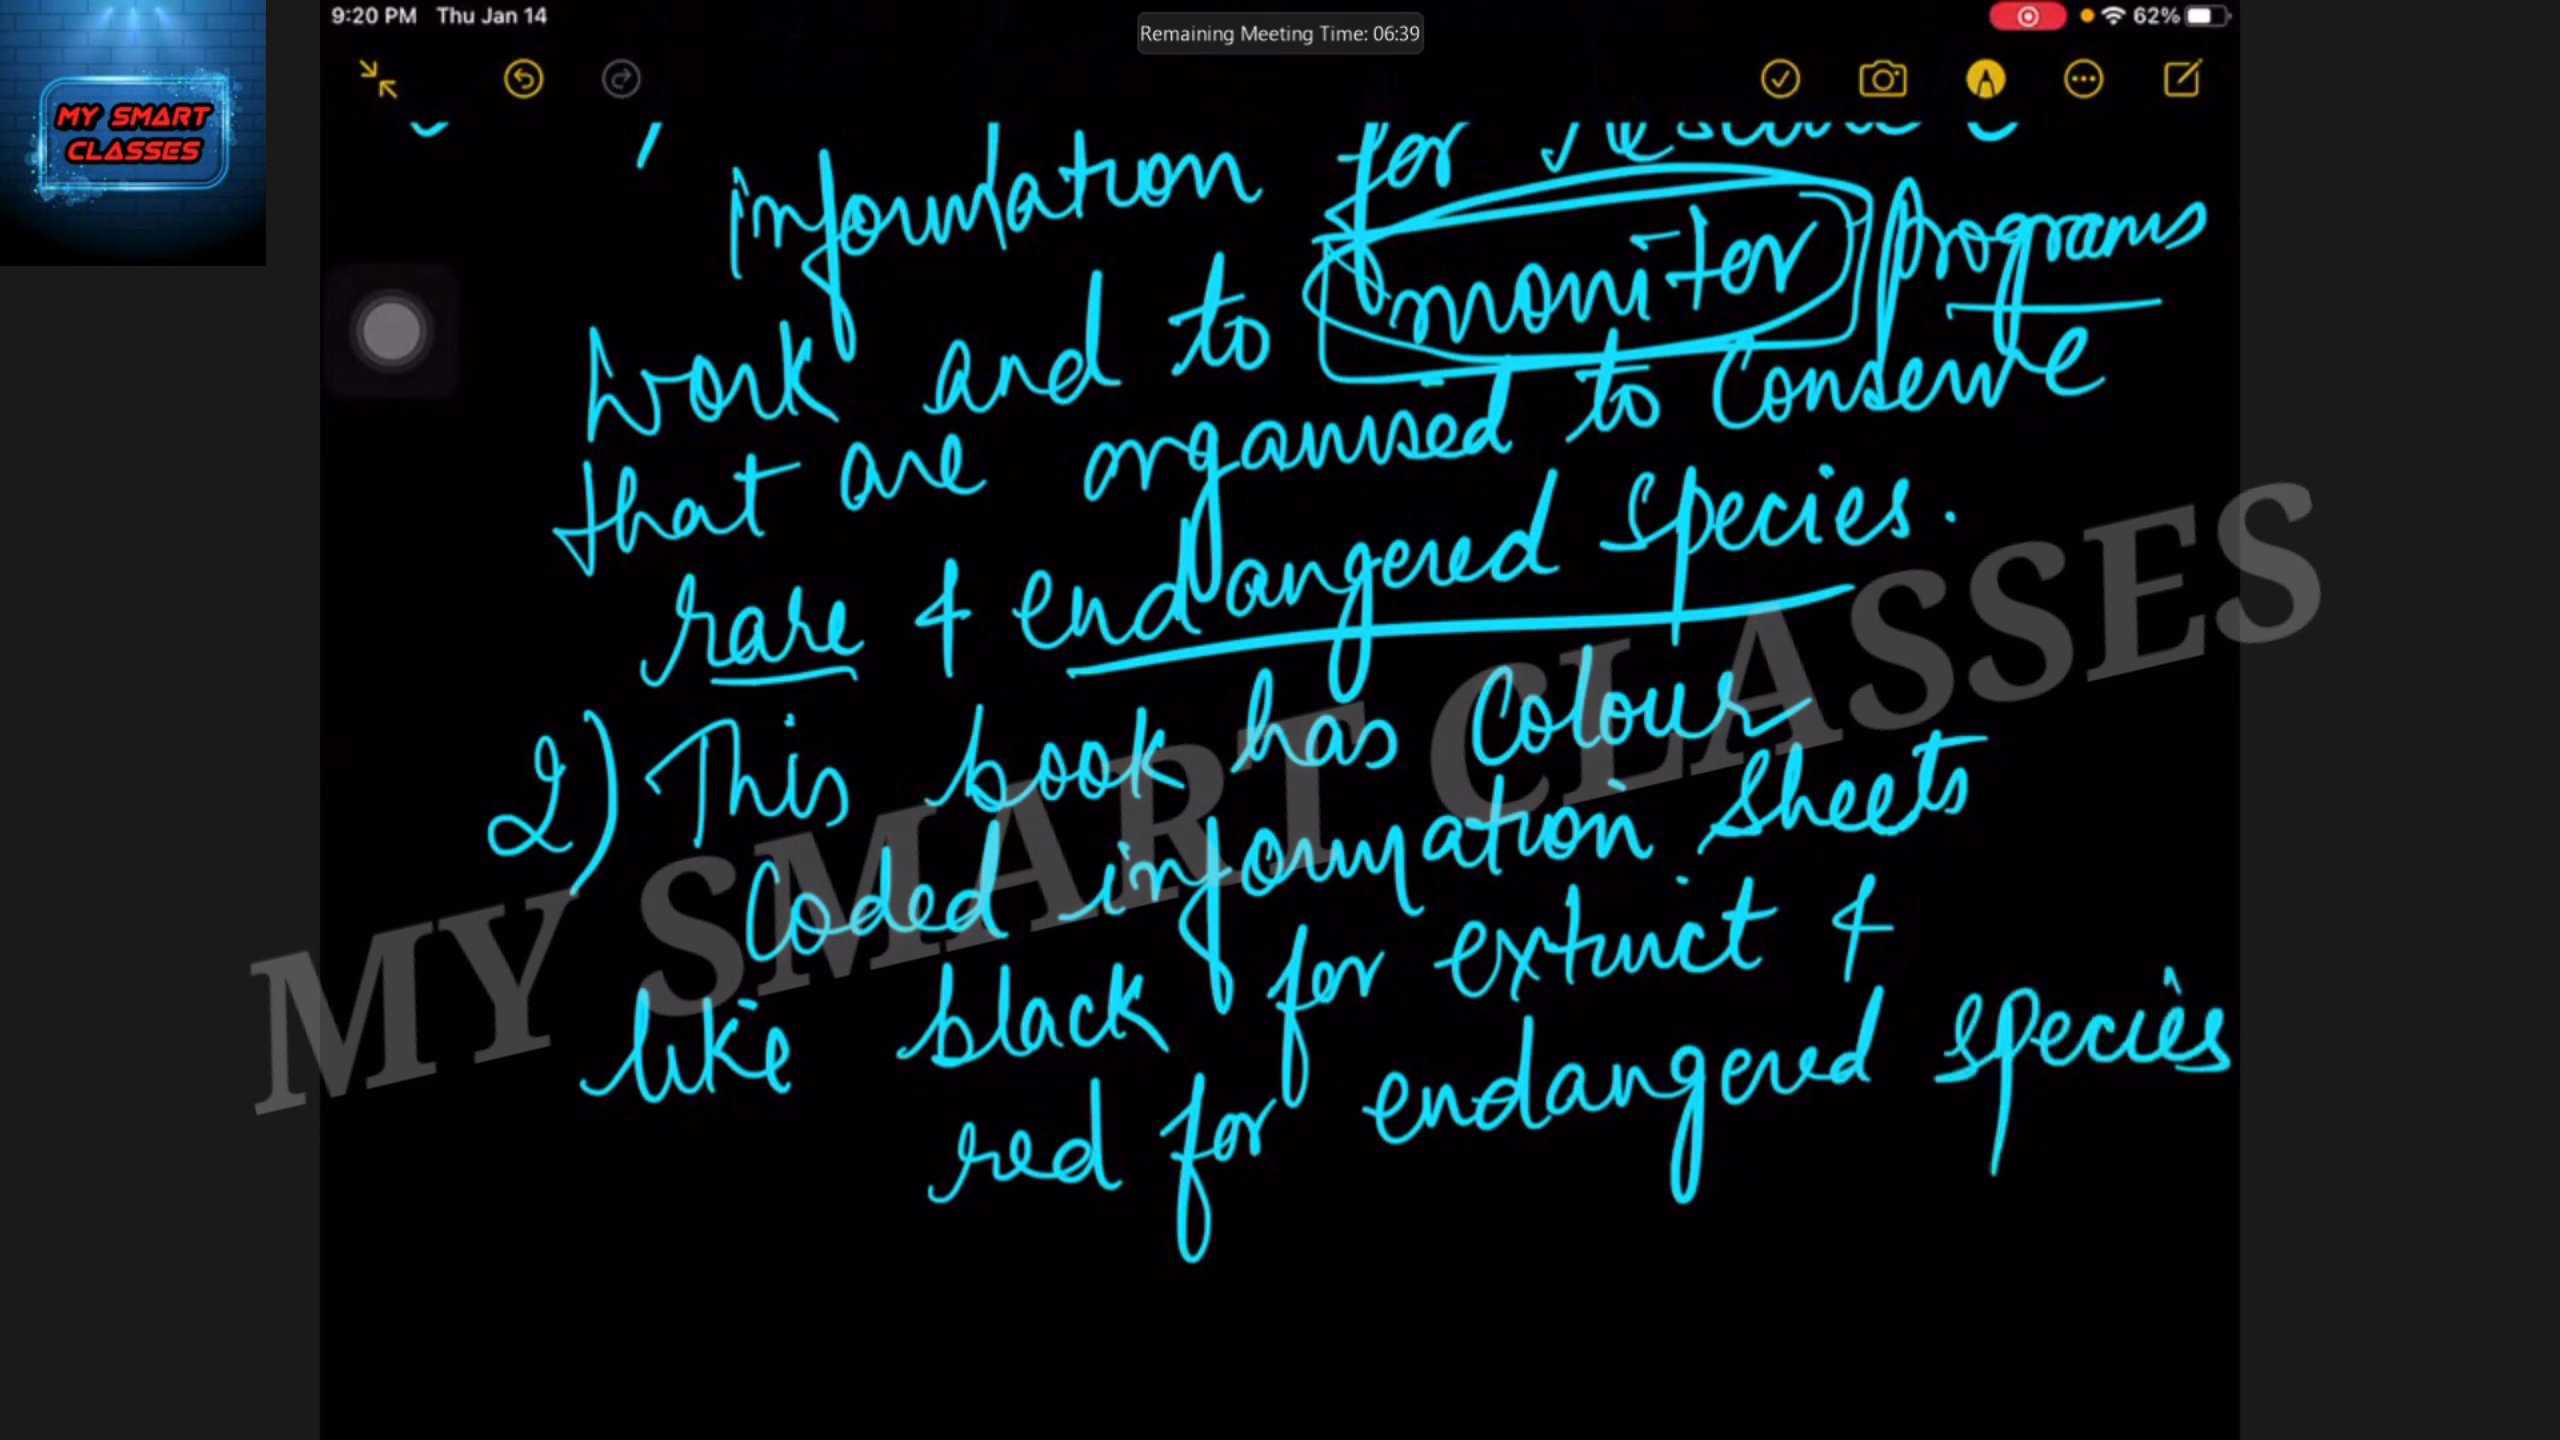 9:20 PM Thu Jan 14
Remaining Meeting Time: 06:39
62%
MY SMART
CLASSES
information for
work and to monitor programs
that are organised to conserve
rare & endangered species.
2) This book has colour
coded information sheets
like black for extinct &
red for endangered species
MY SMART CLASSES